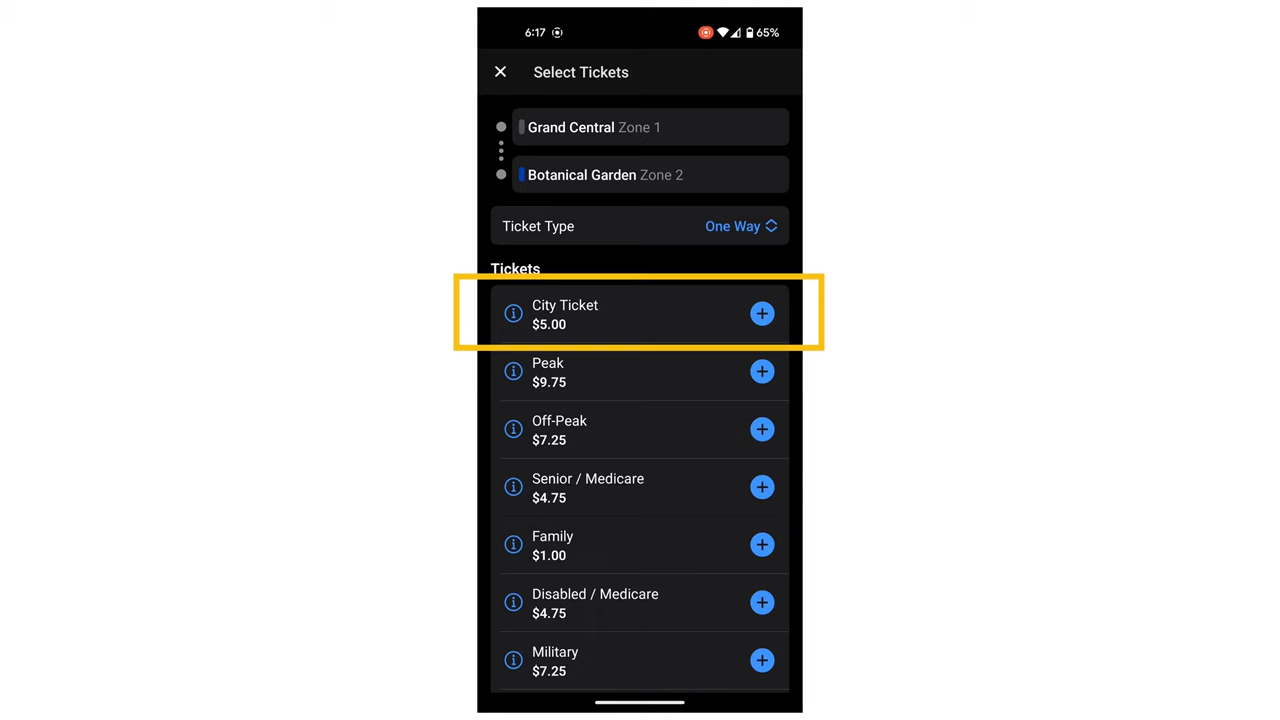 6:17
65%
Select Tickets
Grand Central Zone 1
Botanical Garden Zone 2
Ticket Type
One Way
Tickets
City Ticket
$5.00
Peak
$9.75
Off-Peak
$7.25
Senior / Medicare
$4.75
Family
$1.00
Disabled / Medicare
$4.75
Military
$7.25